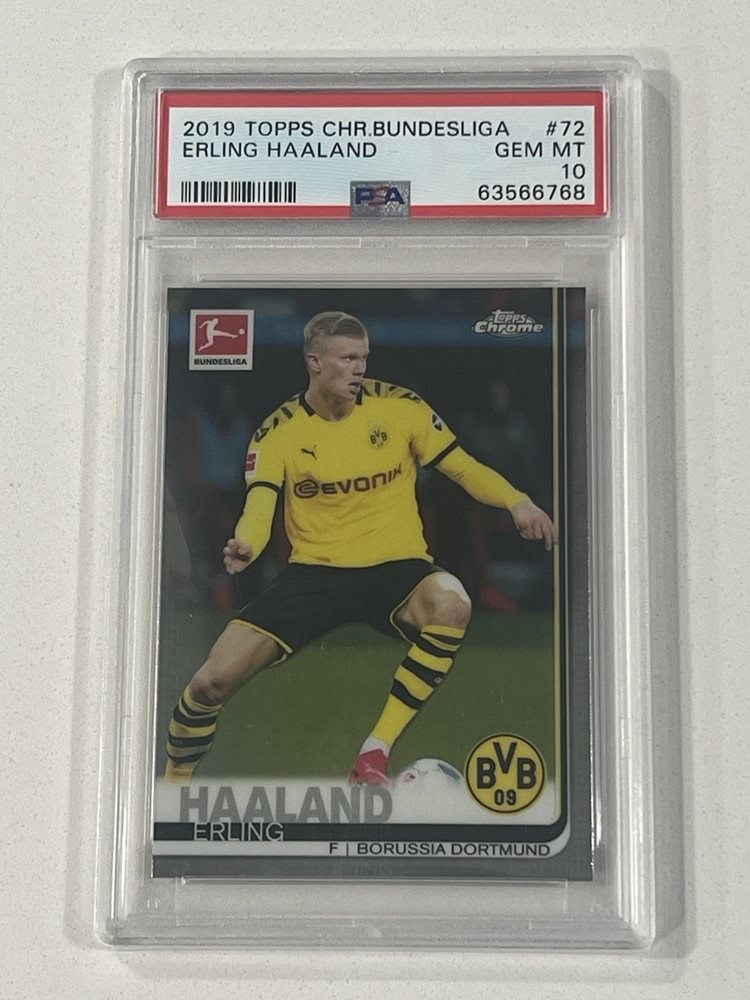 2019 TOPPS CHR.BUNDESLIGA #72
ERLING HAALAND GEM MT
10
PSA 63566768
BUNDESLIGA
Topps
Chrome
BVB
09
EVONIK
BVB
09
HAALAND
ERLING
F | BORUSSIA DORTMUND